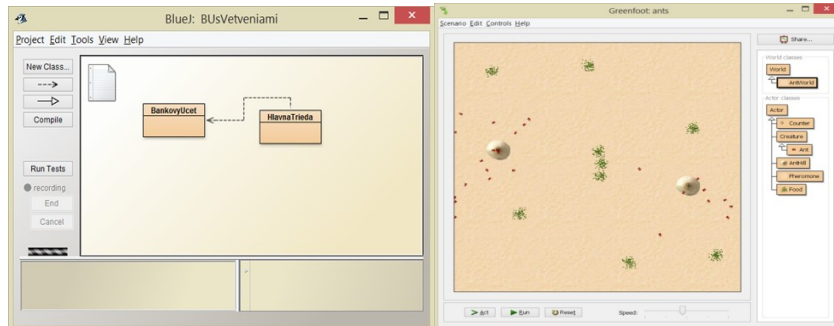 BlueJ: BUsVetveniami
Project Edit Tools View Help
New Class...
Compile
Run Tests
recording
End
Cancel
BankovyUcet
HlavnaTrieda
Greenfoot: ants
Scenario Edit Controls Help
Share...
World classes
World
AntWorld
Actor classes
Actor
Counter
Creature
Ant
AntHill
Pheromone
Food
Act
Run
Reset
Speed: